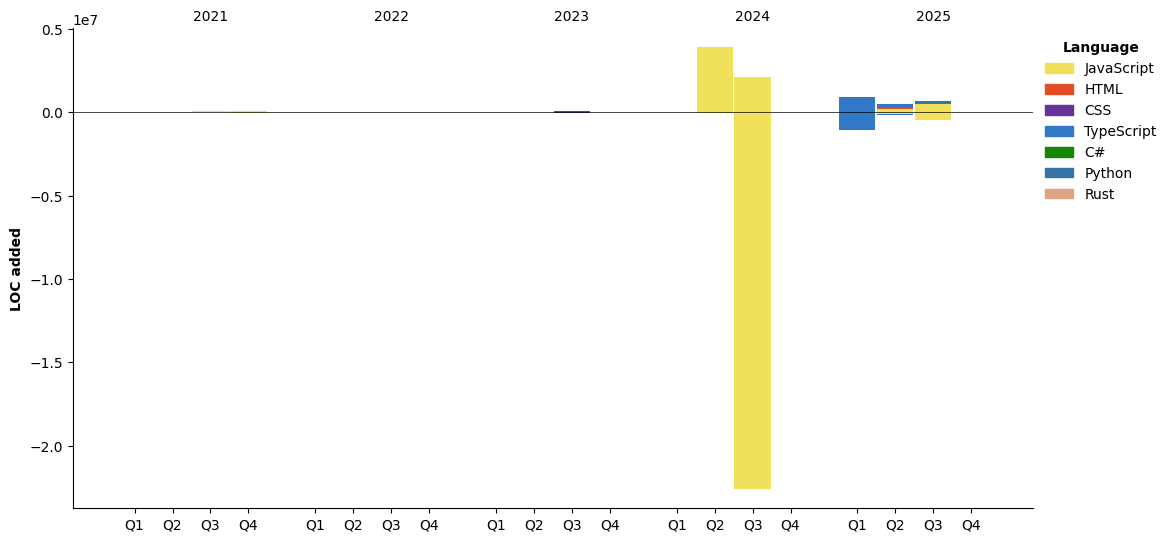 1e7
2021 2022 2023 2024 2025
0.5
0.0
−0.5
−1.0
−1.5
−2.0
LOC added
Q1 Q2 Q3 Q4 Q1 Q2 Q3 Q4 Q1 Q2 Q3 Q4 Q1 Q2 Q3 Q4 Q1 Q2 Q3 Q4
Language
JavaScript
HTML
CSS
TypeScript
C#
Python
Rust